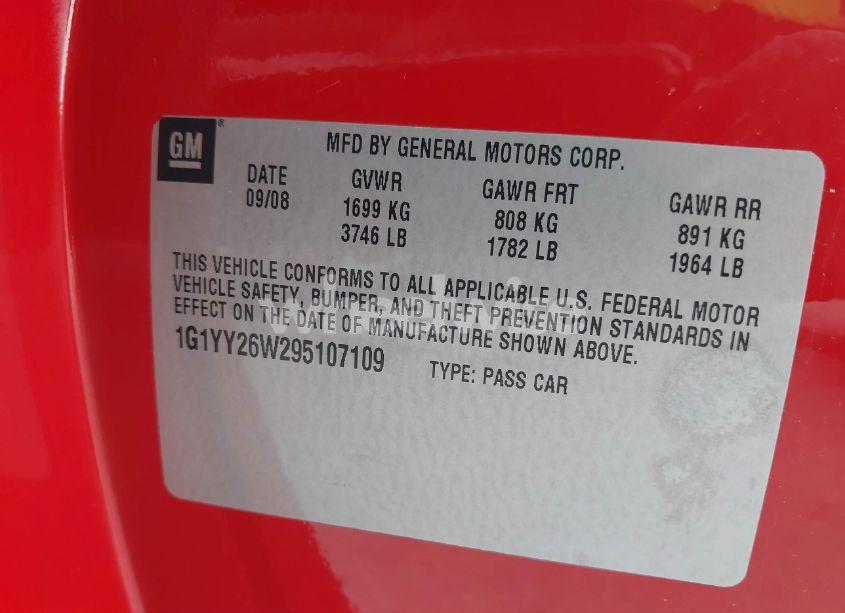 GM®
MFD BY GENERAL MOTORS CORP.
DATE GVWR GAWR FRT GAWR RR
09/08 1699 KG 808 KG 891 KG
3746 LB 1782 LB 1964 LB
THIS VEHICLE CONFORMS TO ALL APPLICABLE U.S. FEDERAL MOTOR
VEHICLE SAFETY, BUMPER, AND THEFT PREVENTION STANDARDS IN
EFFECT ON THE DATE OF MANUFACTURE SHOWN ABOVE.
1G1YY26W295107109 TYPE: PASS CAR